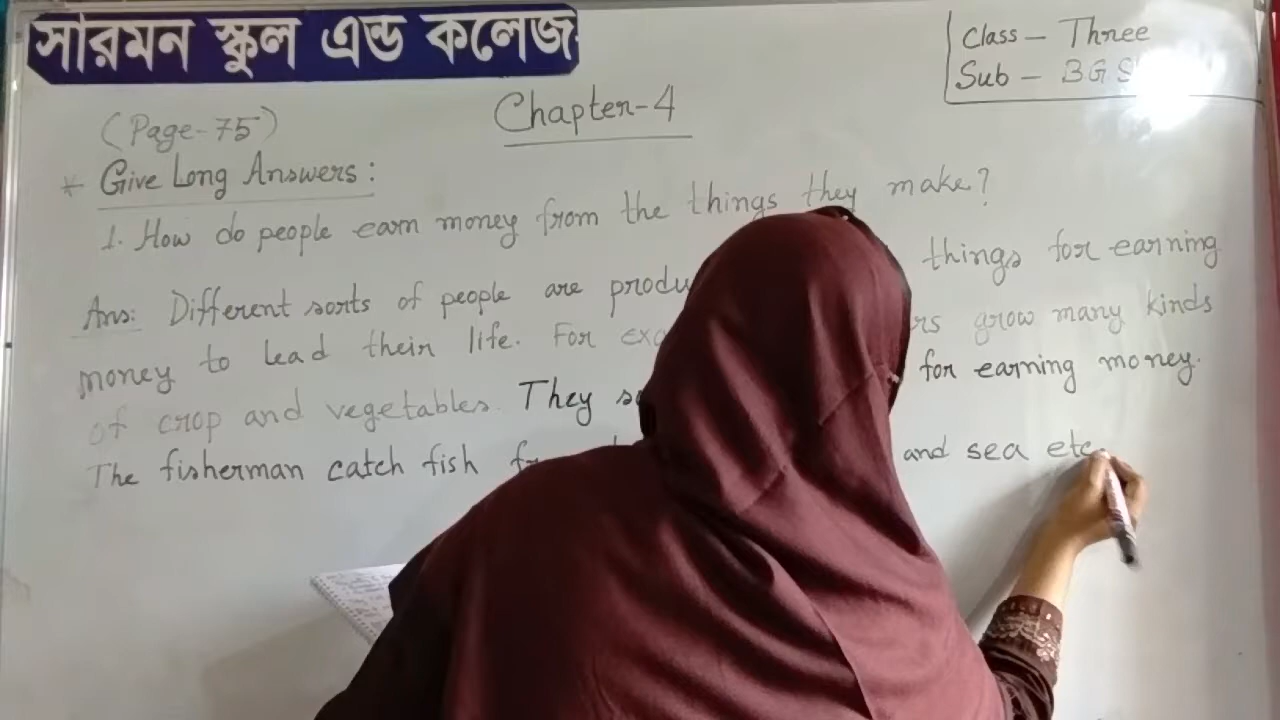 সারমন স্কুল এন্ড কলেজ
Class - Three
Sub - BGS
Chapter-4
(Page-75)
* Give Long Answers:
1. How do people earn money from the things they make?
Ans: Different sorts of people are produ things for earning
money to lead their life. For exa rs grow many kinds
of crop and vegetables. They for earning money.
The fisherman catch fish and sea etc.